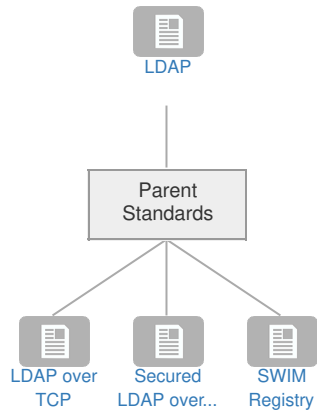 LDAP
Parent
Standards
LDAP over
TCP
Secured
LDAP over...
SWIM
Registry